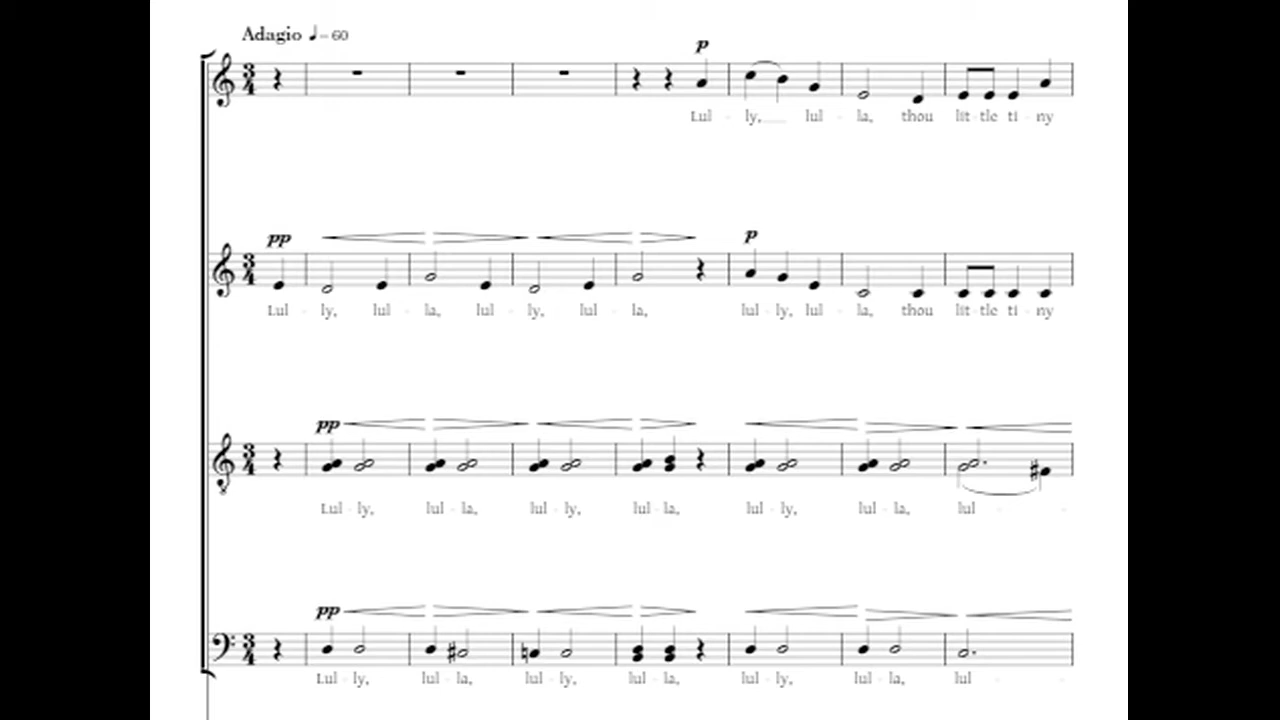 Adagio ♩= 60
p
Lul - ly, lul - la, thou lit - tle ti - ny
pp p
Lul - ly, lul - la, lul - ly, lul - la, lul - ly, lul - la, thou lit - tle ti - ny
pp
Lul - ly, lul - la, lul - ly, lul - la, lul - ly, lul - la, lul - -
pp
Lul - ly, lul - la, lul - ly, lul - la, lul - ly, lul - la, lul - -